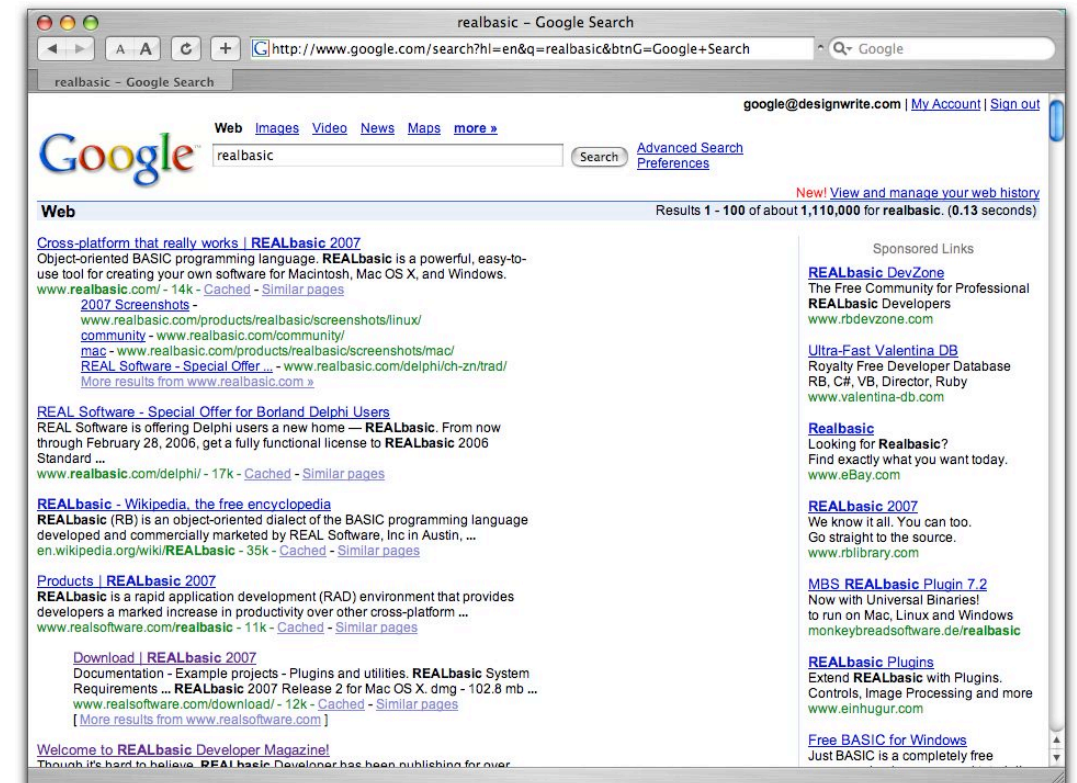 realbasic – Google Search
A A
http://www.google.com/search?hl=en&q=realbasic&btnG=Google+Search
Google
realbasic – Google Search
google@designwrite.com | My Account | Sign out
Google
Web Images Video News Maps more »
realbasic
Search
Advanced Search
Preferences
New! View and manage your web history
Web
Results 1 - 100 of about 1,110,000 for realbasic. (0.13 seconds)
Cross-platform that really works | REALbasic 2007
Object-oriented BASIC programming language. REALbasic is a powerful, easy-to-
use tool for creating your own software for Macintosh, Mac OS X, and Windows.
www.realbasic.com/ - 14k - Cached - Similar pages
2007 Screenshots -
www.realbasic.com/products/realbasic/screenshots/linux/
community - www.realbasic.com/community/
mac - www.realbasic.com/products/realbasic/screenshots/mac/
REAL Software - Special Offer ... - www.realbasic.com/delphi/ch-zn/trad/
More results from www.realbasic.com »
REAL Software - Special Offer for Borland Delphi Users
REAL Software is offering Delphi users a new home — REALbasic. From now
through February 28, 2006, get a fully functional license to REALbasic 2006
Standard ...
www.realbasic.com/delphi/ - 17k - Cached - Similar pages
REALbasic - Wikipedia, the free encyclopedia
REALbasic (RB) is an object-oriented dialect of the BASIC programming language
developed and commercially marketed by REAL Software, Inc in Austin, ...
en.wikipedia.org/wiki/REALbasic - 35k - Cached - Similar pages
Products | REALbasic 2007
REALbasic is a rapid application development (RAD) environment that provides
developers a marked increase in productivity over other cross-platform ...
www.realsoftware.com/realbasic - 11k - Cached - Similar pages
Download | REALbasic 2007
Documentation - Example projects - Plugins and utilities. REALbasic System
Requirements ... REALbasic 2007 Release 2 for Mac OS X. dmg - 102.8 mb ...
www.realsoftware.com/download/ - 12k - Cached - Similar pages
[ More results from www.realsoftware.com ]
Welcome to REALbasic Developer Magazine!
Though it's hard to believe, REALbasic Developer has been publishing for over
Sponsored Links
REALbasic DevZone
The Free Community for Professional
REALbasic Developers
www.rbdevzone.com
Ultra-Fast Valentina DB
Royalty Free Developer Database
RB, C#, VB, Director, Ruby
www.valentina-db.com
Realbasic
Looking for Realbasic?
Find exactly what you want today.
www.eBay.com
REALbasic 2007
We know it all. You can too.
Go straight to the source.
www.rblibrary.com
MBS REALbasic Plugin 7.2
Now with Universal Binaries!
to run on Mac, Linux and Windows
monkeybreadsoftware.de/realbasic
REALbasic Plugins
Extend REALbasic with Plugins.
Controls, Image Processing and more
www.einhugur.com
Free BASIC for Windows
Just BASIC is a completely free